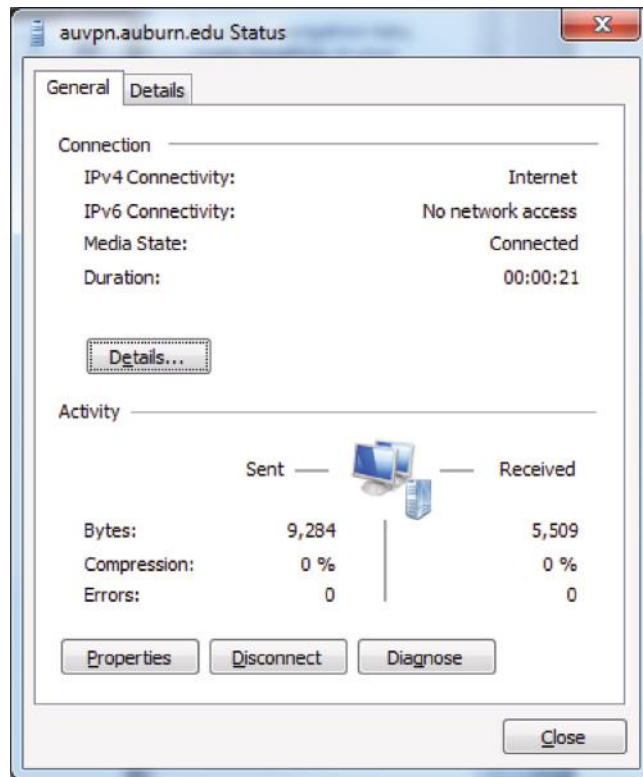 auvpn.auburn.edu Status
General Details
Connection
IPv4 Connectivity: Internet
IPv6 Connectivity: No network access
Media State: Connected
Duration: 00:00:21
Details...
Activity
Sent Received
Bytes: 9,284 5,509
Compression: 0 % 0 %
Errors: 0 0
Properties Disconnect Diagnose
Close